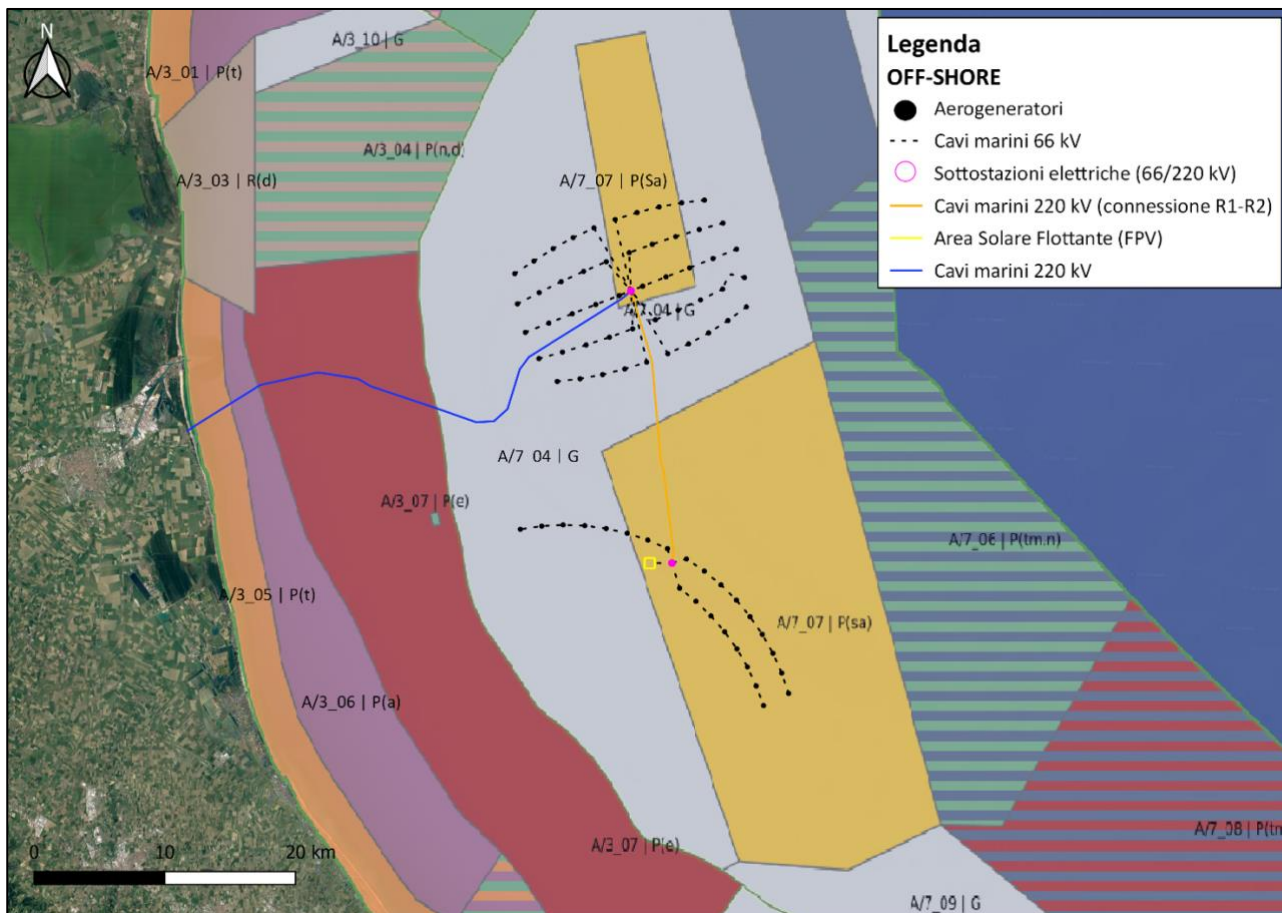 N
A/3_10 | G
A/3_01 | P(t)
A/3_04 | P(n,d)
A/3_03 | R(d)
A/7_07 | P(Sa)
A/7_04 | G
A/7_04 | G
A/3_07 | P(e)
A/7_06 | P(tm.n)
A/3_05 | P(t)
A/7_07 | P(sa)
A/3_06 | P(a)
A/7_08 | P(tn
A/3_07 | P(e)
A/7_09 | G
0 10 20 km
Legenda
OFF-SHORE
Aerogeneratori
Cavi marini 66 kV
Sottostazioni elettriche (66/220 kV)
Cavi marini 220 kV (connessione R1-R2)
Area Solare Flottante (FPV)
Cavi marini 220 kV